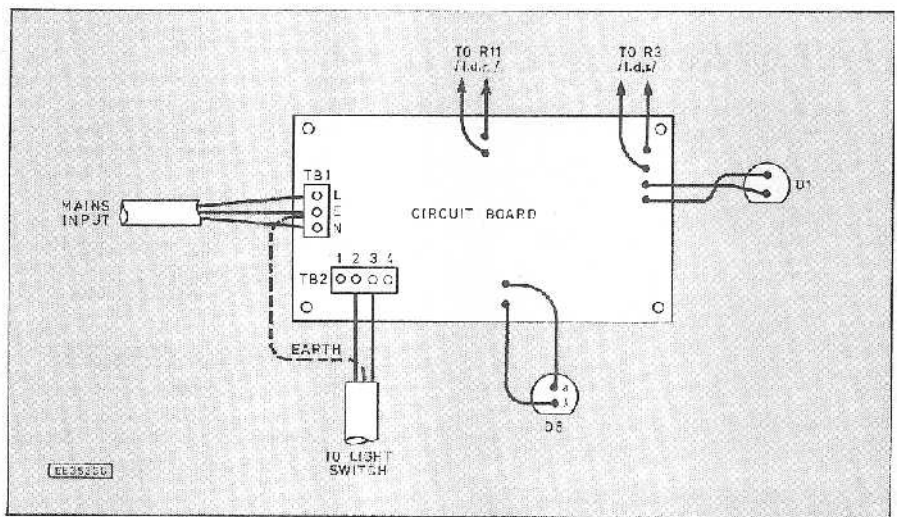 TO R11
/l.d.r./
TO R3
/l.d.r/
TB1
L
E
N
MAINS
INPUT
CIRCUIT BOARD
D1
1 2 3 4
TB2
EARTH
TO LIGHT
SWITCH